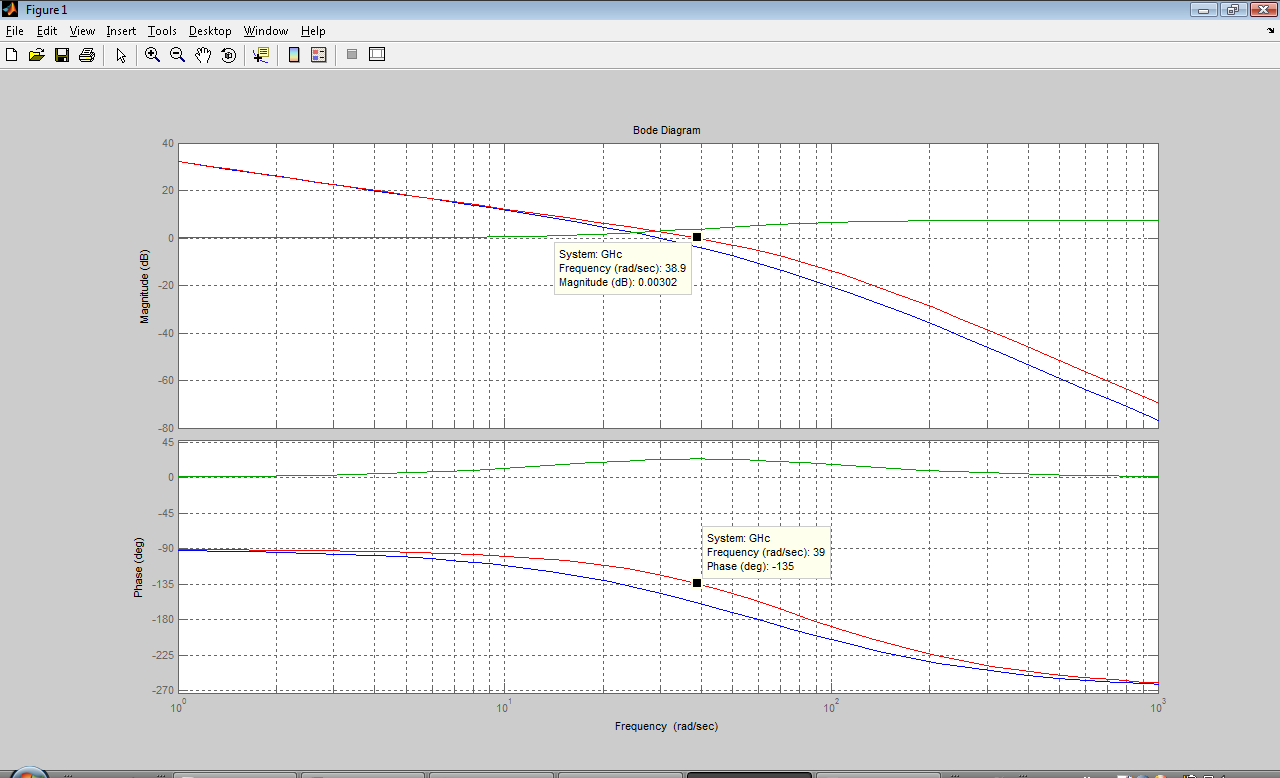 Figure 1
File Edit View Insert Tools Desktop Window Help
Bode Diagram
40
20
0
-20
-40
-60
-80
Magnitude (dB)
System: GHc
Frequency (rad/sec): 38.9
Magnitude (dB): 0.00302
45
0
-45
-90
-135
-180
-225
-270
Phase (deg)
System: GHc
Frequency (rad/sec): 39
Phase (deg): -135
10^0 10^1 10^2 10^3
Frequency (rad/sec)